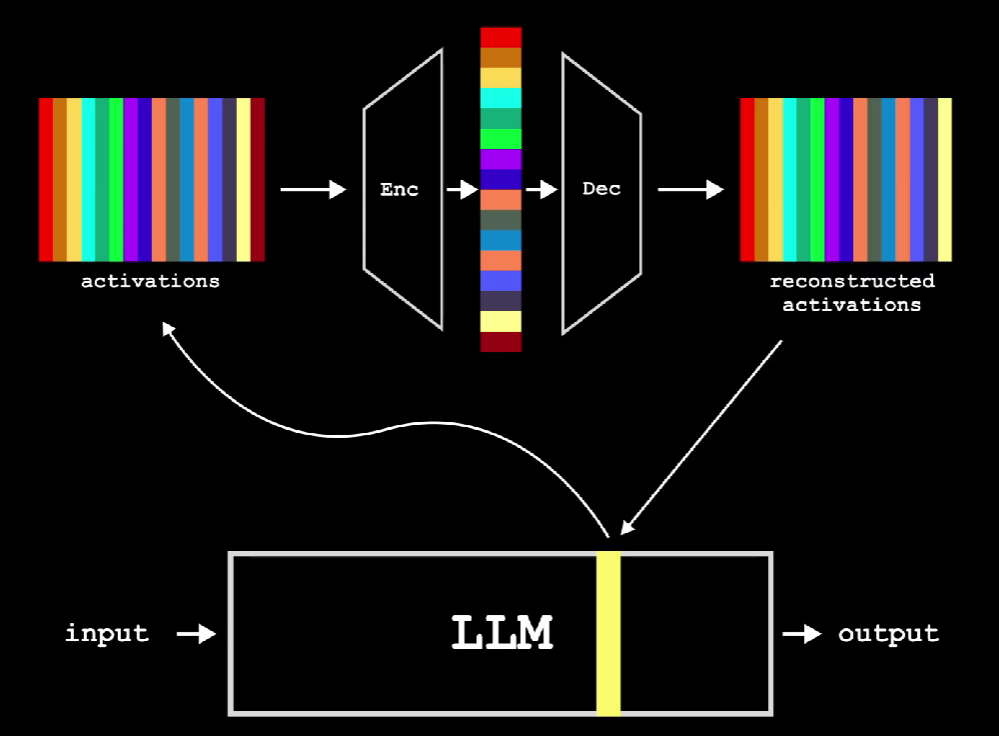 Enc
Dec
activations
reconstructed
activations
input
LLM
output